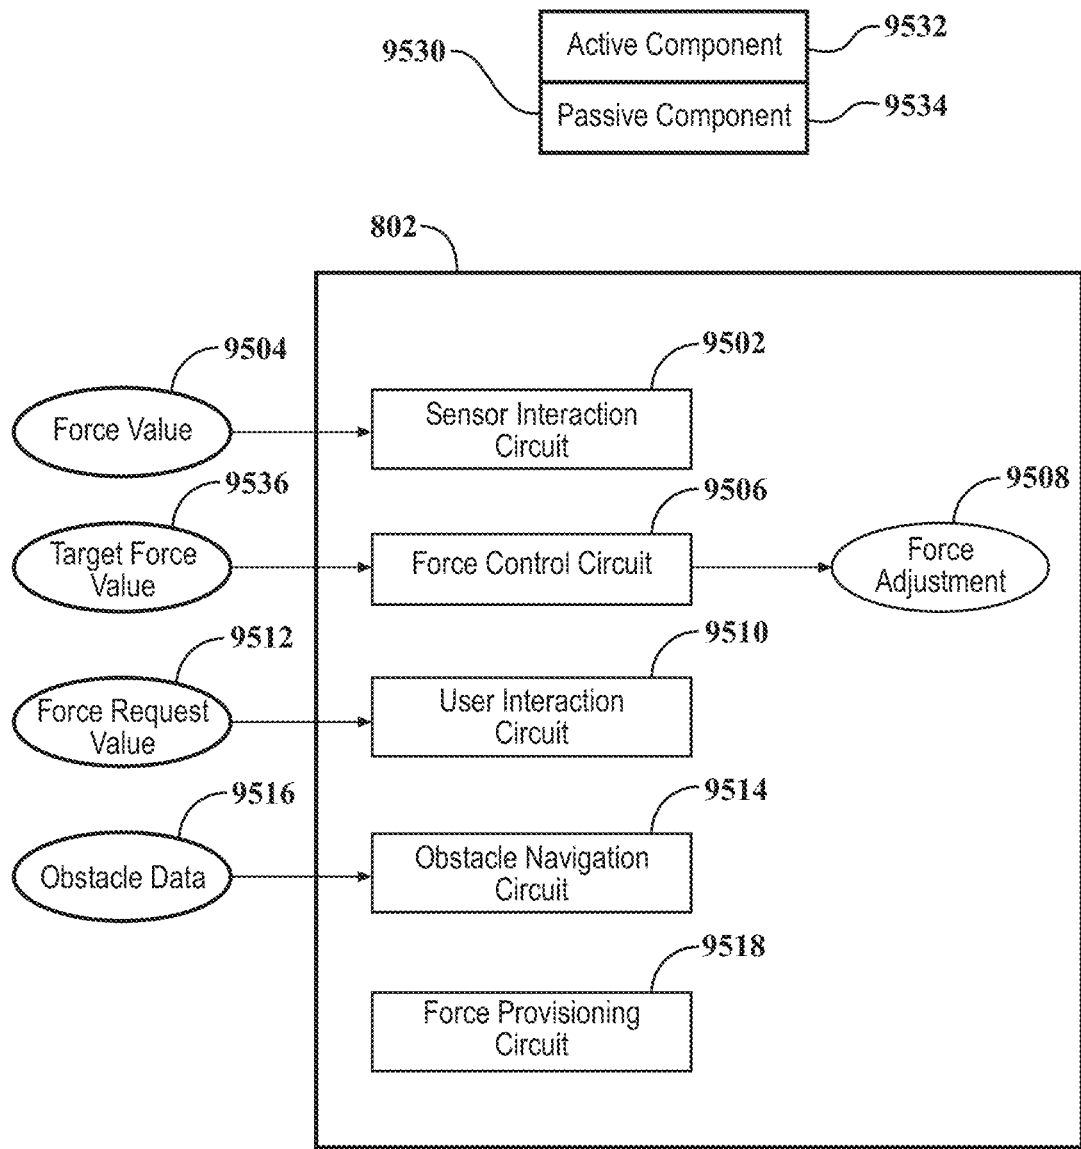 9532
Active Component
9530
Passive Component
9534
802
9504
9502
Force Value
Sensor Interaction
Circuit
9536
9506
9508
Target Force
Value
Force Control Circuit
Force
Adjustment
9512
9510
Force Request
Value
User Interaction
Circuit
9516
9514
Obstacle Data
Obstacle Navigation
Circuit
9518
Force Provisioning
Circuit